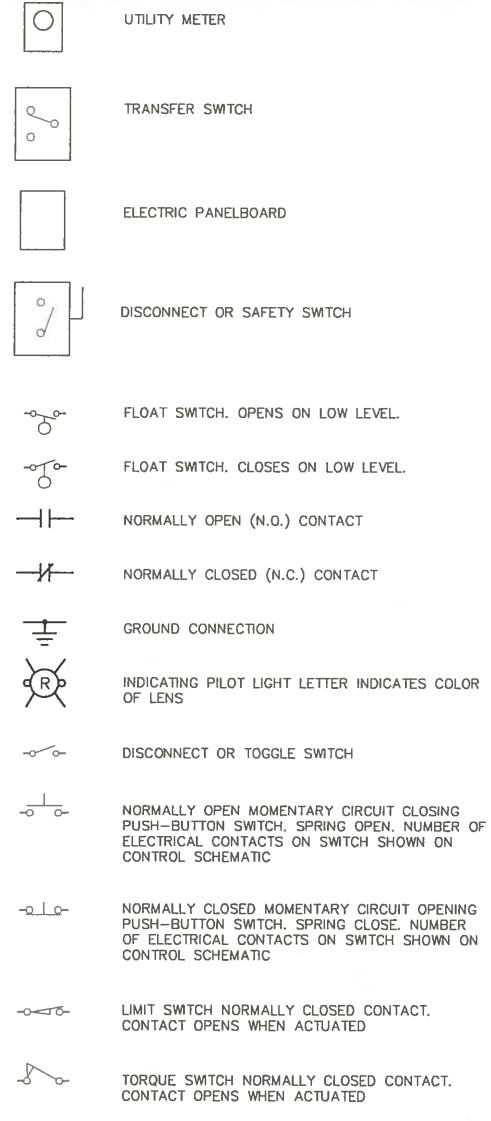 UTILITY METER
TRANSFER SWITCH
ELECTRIC PANELBOARD
DISCONNECT OR SAFETY SWITCH
FLOAT SWITCH. OPENS ON LOW LEVEL.
FLOAT SWITCH. CLOSES ON LOW LEVEL.
NORMALLY OPEN (N.O.) CONTACT
NORMALLY CLOSED (N.C.) CONTACT
GROUND CONNECTION
R
INDICATING PILOT LIGHT LETTER INDICATES COLOR
OF LENS
DISCONNECT OR TOGGLE SWITCH
NORMALLY OPEN MOMENTARY CIRCUIT CLOSING
PUSH-BUTTON SWITCH. SPRING OPEN. NUMBER OF
ELECTRICAL CONTACTS ON SWITCH SHOWN ON
CONTROL SCHEMATIC
NORMALLY CLOSED MOMENTARY CIRCUIT OPENING
PUSH-BUTTON SWITCH. SPRING CLOSE. NUMBER
OF ELECTRICAL CONTACTS ON SWITCH SHOWN ON
CONTROL SCHEMATIC
LIMIT SWITCH NORMALLY CLOSED CONTACT.
CONTACT OPENS WHEN ACTUATED
TORQUE SWITCH NORMALLY CLOSED CONTACT.
CONTACT OPENS WHEN ACTUATED